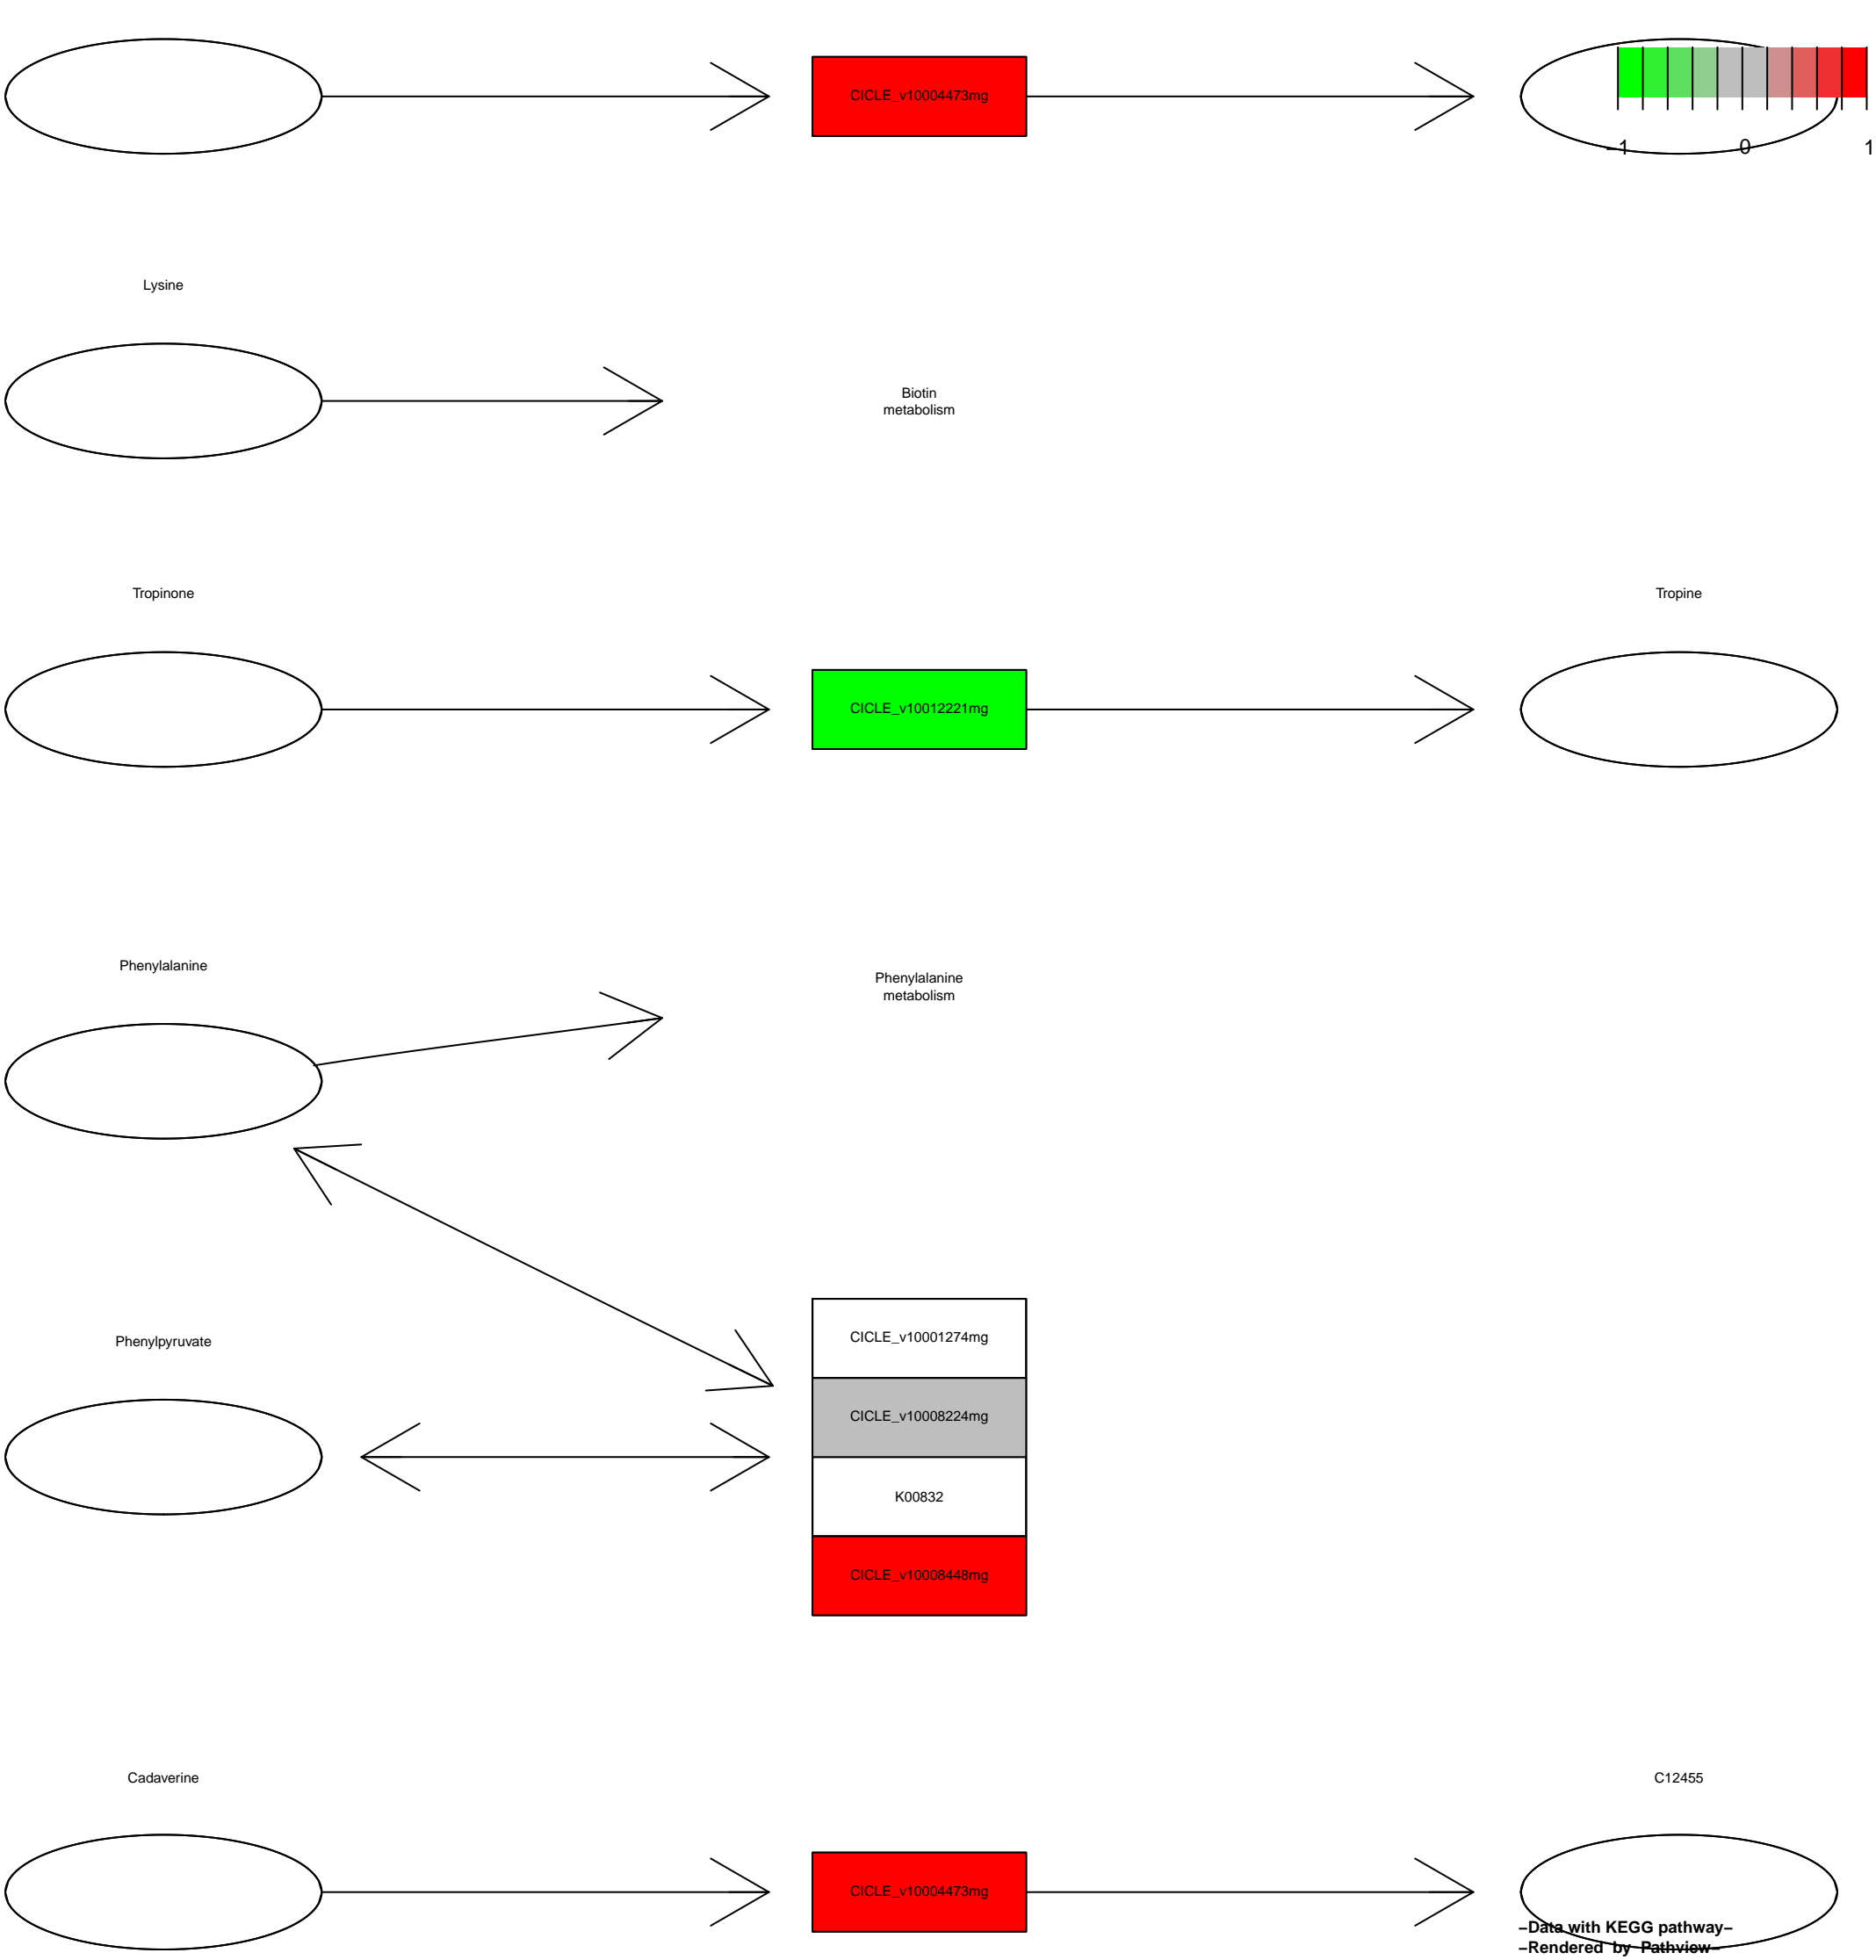 CICLE_v10004473mg
−1 0 1
Lysine
Biotin
metabolism
Tropinone
Tropine
CICLE_v10012221mg
Phenylalanine
Phenylalanine
metabolism
CICLE_v10001274mg
Phenylpyruvate
CICLE_v10008224mg
K00832
CICLE_v10008448mg
Cadaverine
C12455
CICLE_v10004473mg
−Data with KEGG pathway−
−Rendered by Pathview−